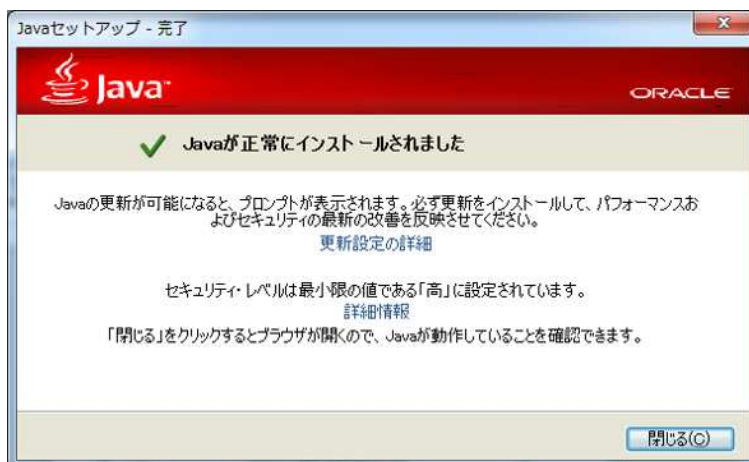 Javaセットアップ - 完了
Java™
ORACLE
Javaが正常にインストールされました
Javaの更新が可能になると、プロンプトが表示されます。必ず更新をインストールして、パフォーマンスお
よびセキュリティの最新の改善を反映させてください。
更新設定の詳細
セキュリティ・レベルは最小限の値である「高」に設定されています。
詳細情報
「閉じる」をクリックするとブラウザが開くので、Javaが動作していることを確認できます。
閉じる(C)